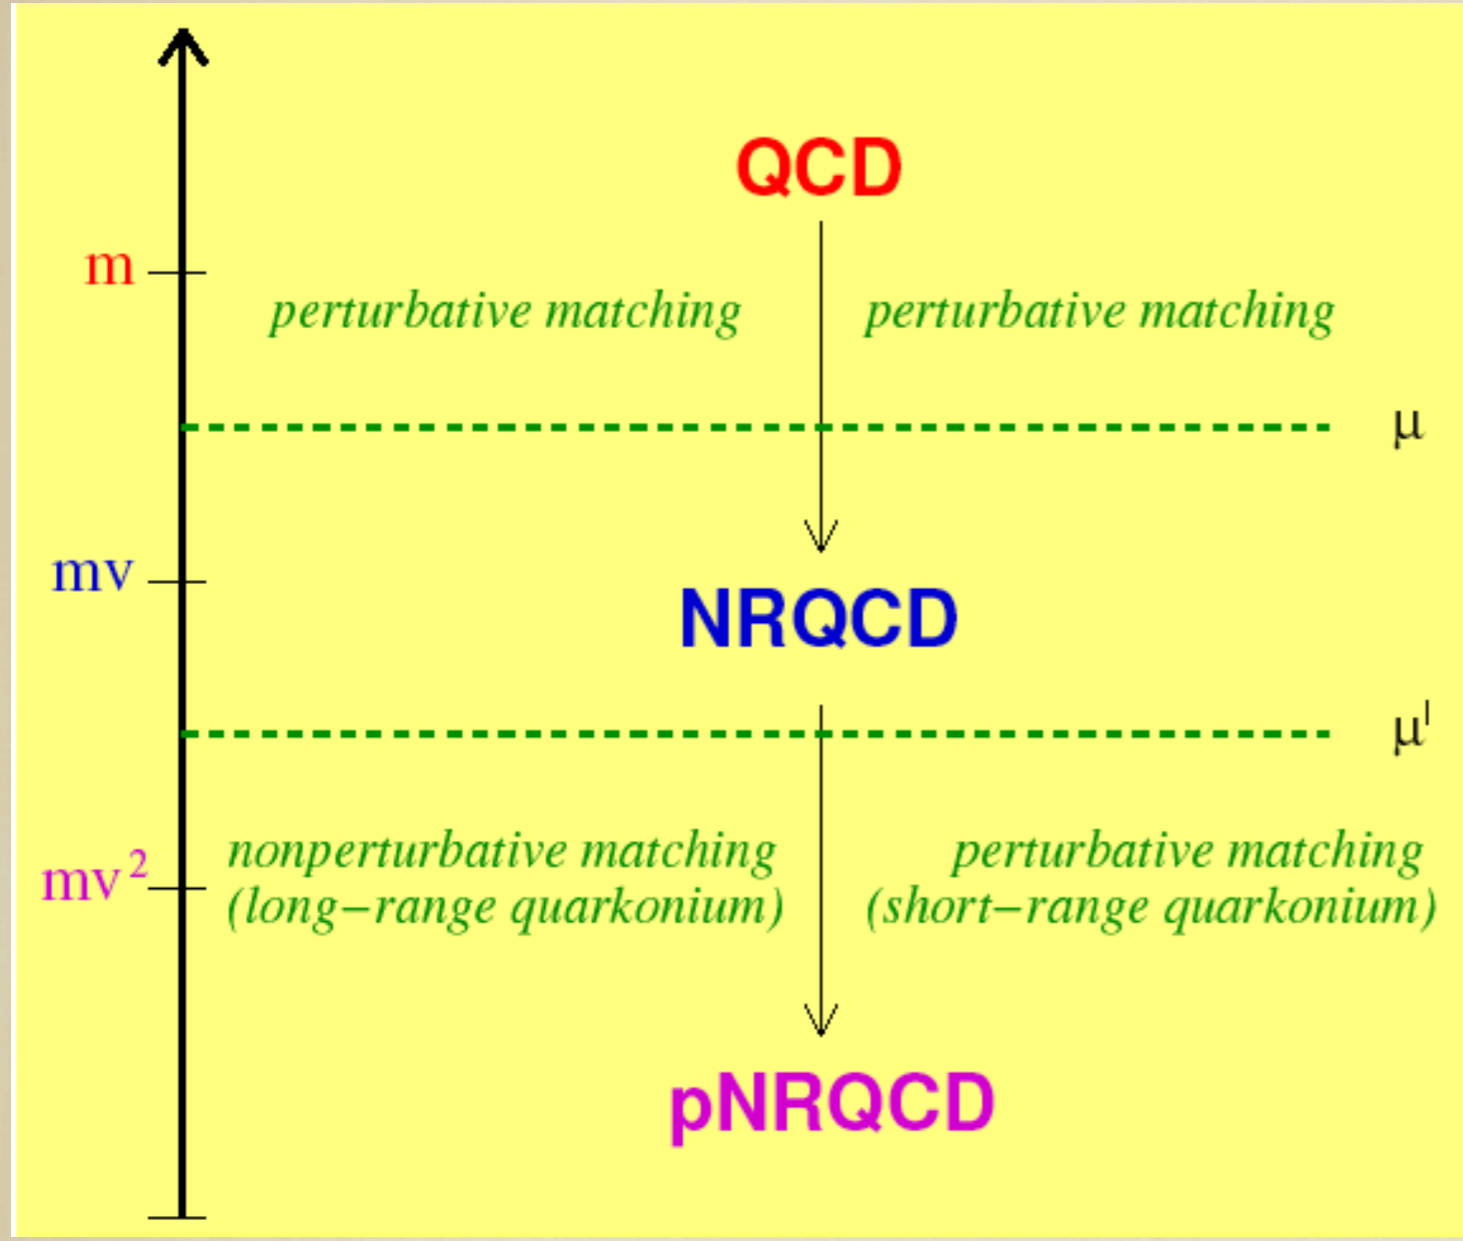 QCD
m
perturbative matching
perturbative matching
μ
mv
NRQCD
μ'
mv²
nonperturbative matching
(long−range quarkonium)
perturbative matching
(short−range quarkonium)
pNRQCD